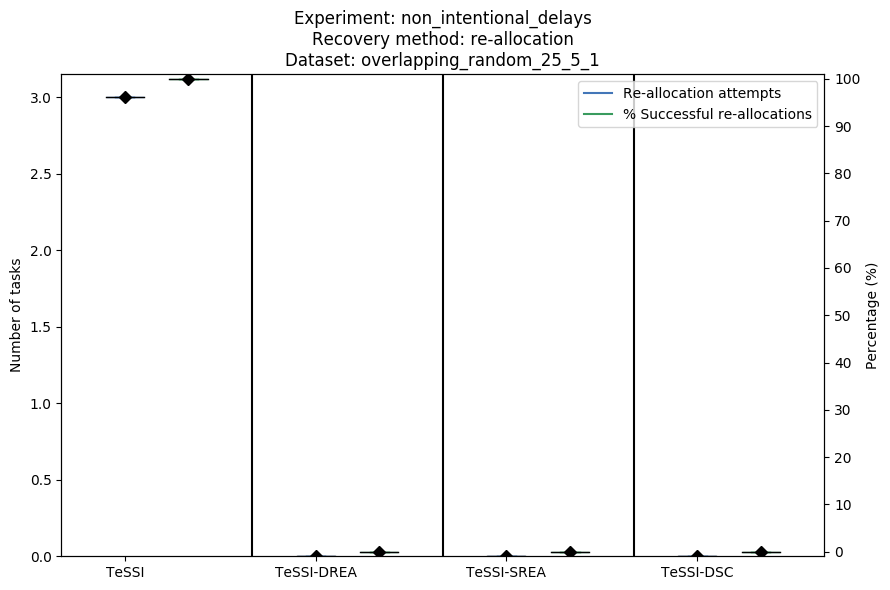 Experiment: non_intentional_delays
Recovery method: re-allocation
Dataset: overlapping_random_25_5_1
Re-allocation attempts
% Successful re-allocations
Number of tasks
3.0
2.5
2.0
1.5
1.0
0.5
0.0
100
90
80
70
60
50
40
30
20
10
0
Percentage (%)
TeSSI
TeSSI-DREA
TeSSI-SREA
TeSSI-DSC